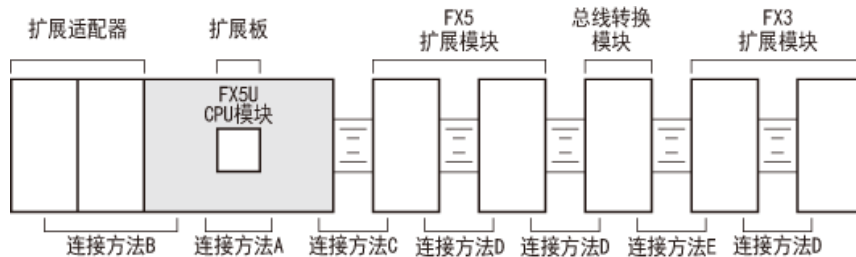 扩展适配器
扩展板
FX5
扩展模块
总线转换
模块
FX3
扩展模块
FX5U
CPU模块
连接方法B
连接方法A
连接方法C
连接方法D
连接方法D
连接方法E
连接方法D